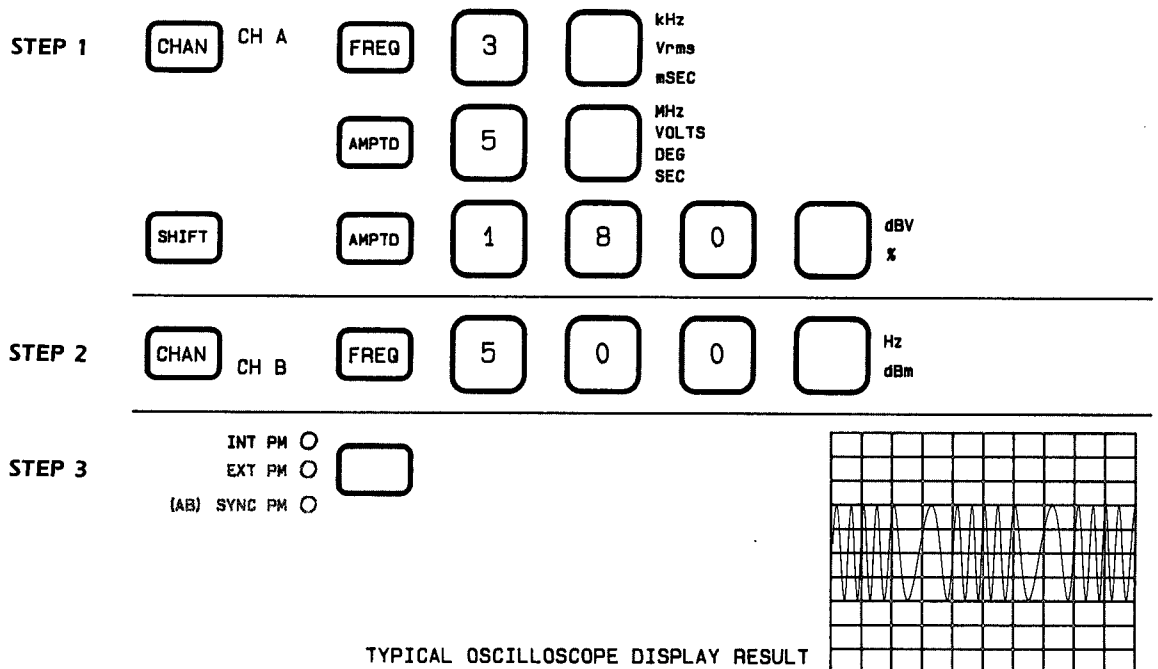 STEP 1 CHAN CH A FREQ 3 kHz
Vrms
mSEC
AMPTD 5 MHz
VOLTS
DEG
SEC
SHIFT AMPTD 1 8 0 dBV
%
STEP 2 CHAN CH B FREQ 5 0 0 Hz
dBm
STEP 3 INT PM
EXT PM
(AB) SYNC PM
TYPICAL OSCILLOSCOPE DISPLAY RESULT